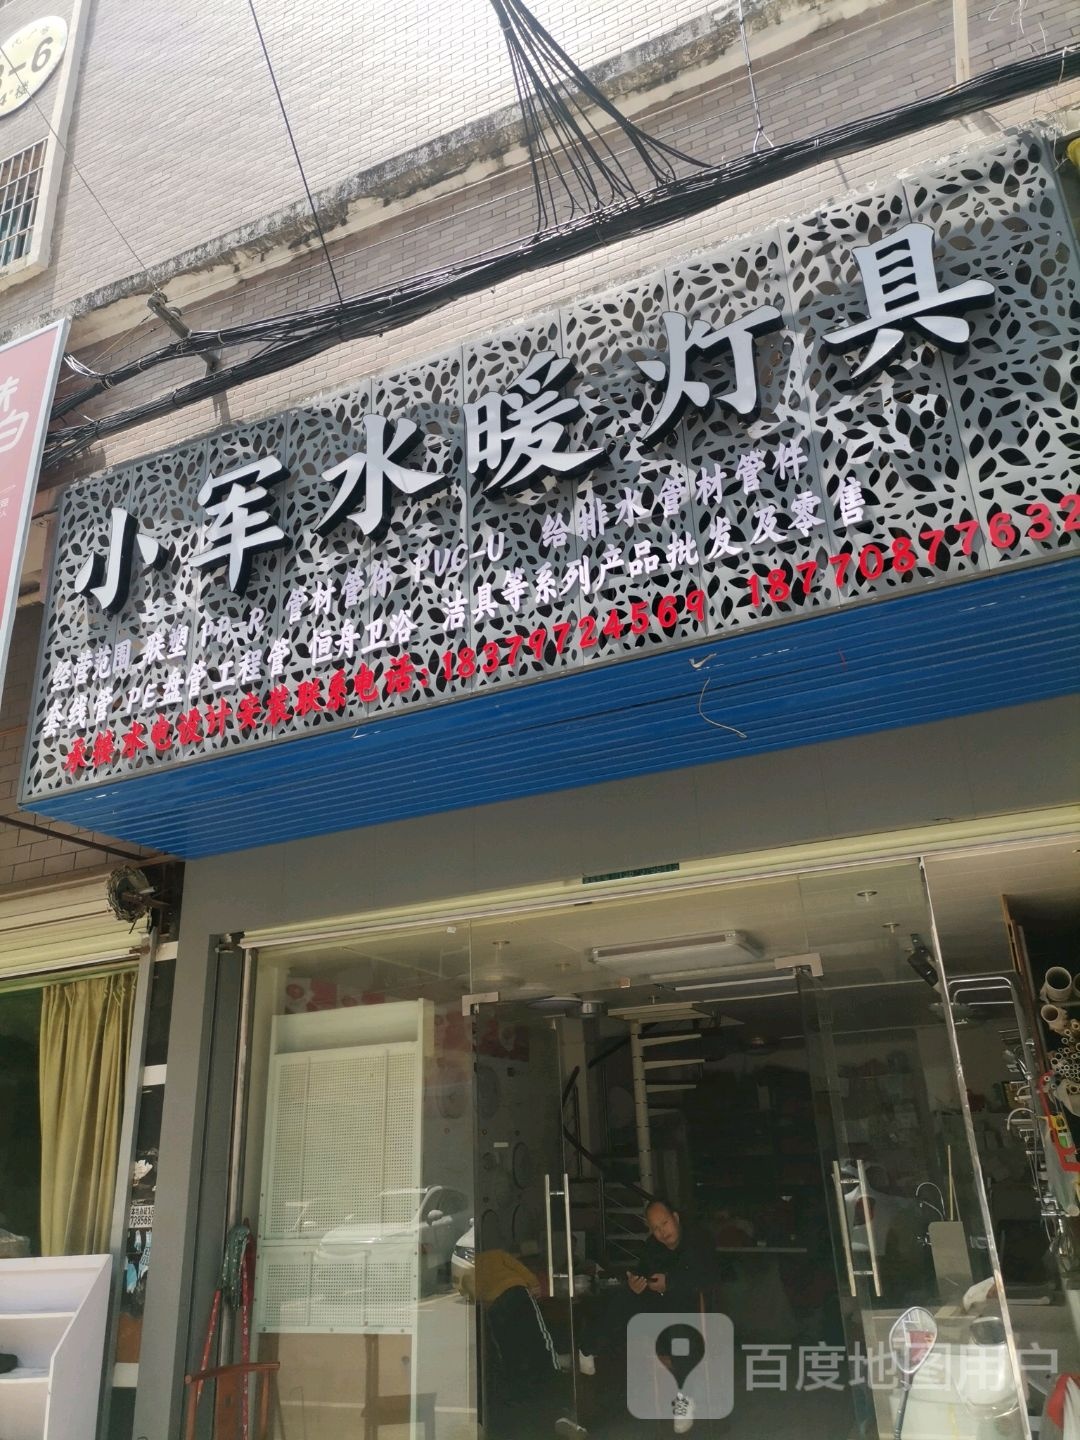 小军水暖灯具
经营范围 联塑 PP-R 管材管件 PVC-U 给排水管材管件
套线管 PE盘管工程管 恒舟卫浴 洁具等系列产品批发及零售
承接水电设计安装联系电话:18379724569 18770877632
-6
百度地图用户